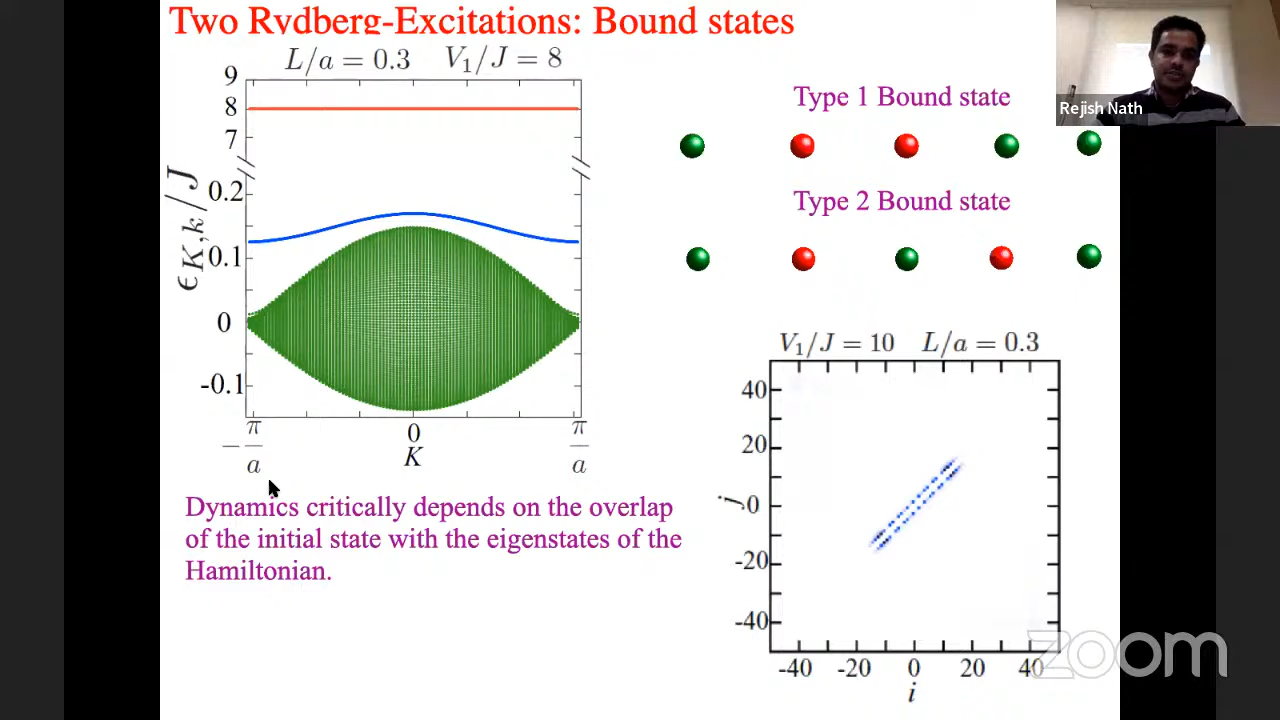 Two Rydberg-Excitations: Bound states
L/a = 0.3 V₁/J = 8
9
8
7
0.2
0.1
0
-0.1
ϵ_{K,k}/J
−π/a 0 π/a
K
Dynamics critically depends on the overlap
of the initial state with the eigenstates of the
Hamiltonian.
Type 1 Bound state
Type 2 Bound state
V₁/J = 10 L/a = 0.3
40
20
0
-20
-40
j
-40 -20 0 20 40
i
Rejish Nath
zoom